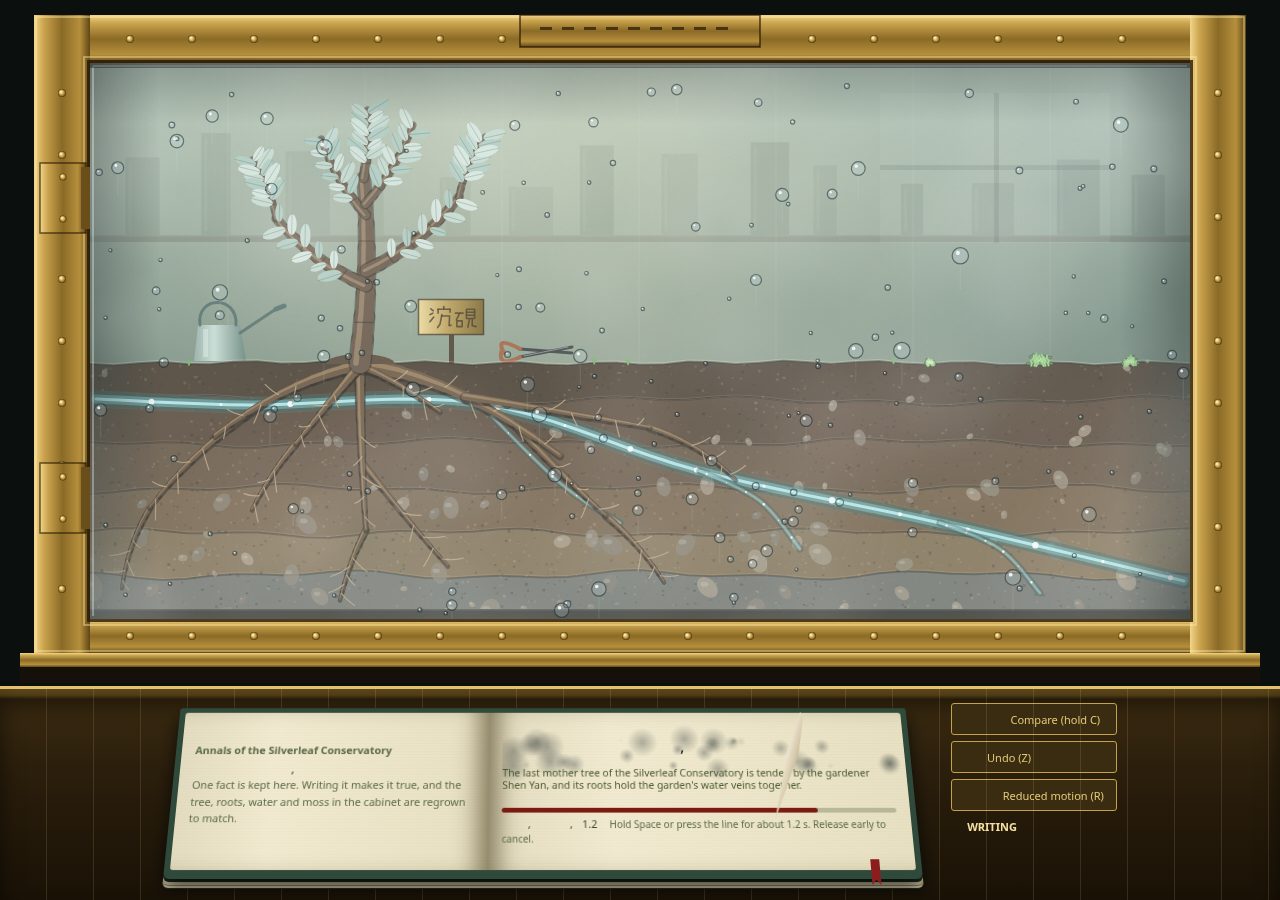 沉硯
Annals of the Silverleaf Conservatory
,
One fact is kept here. Writing it makes it true, and the
tree, roots, water and moss in the cabinet are regrown
to match.
,
The last mother tree of the Silverleaf Conservatory is tende by the gardener
Shen Yan, and its roots hold the garden's water veins together.
, , 1.2 Hold Space or press the line for about 1.2 s. Release early to
cancel.
Compare (hold C)
Undo (Z)
Reduced motion (R)
WRITING